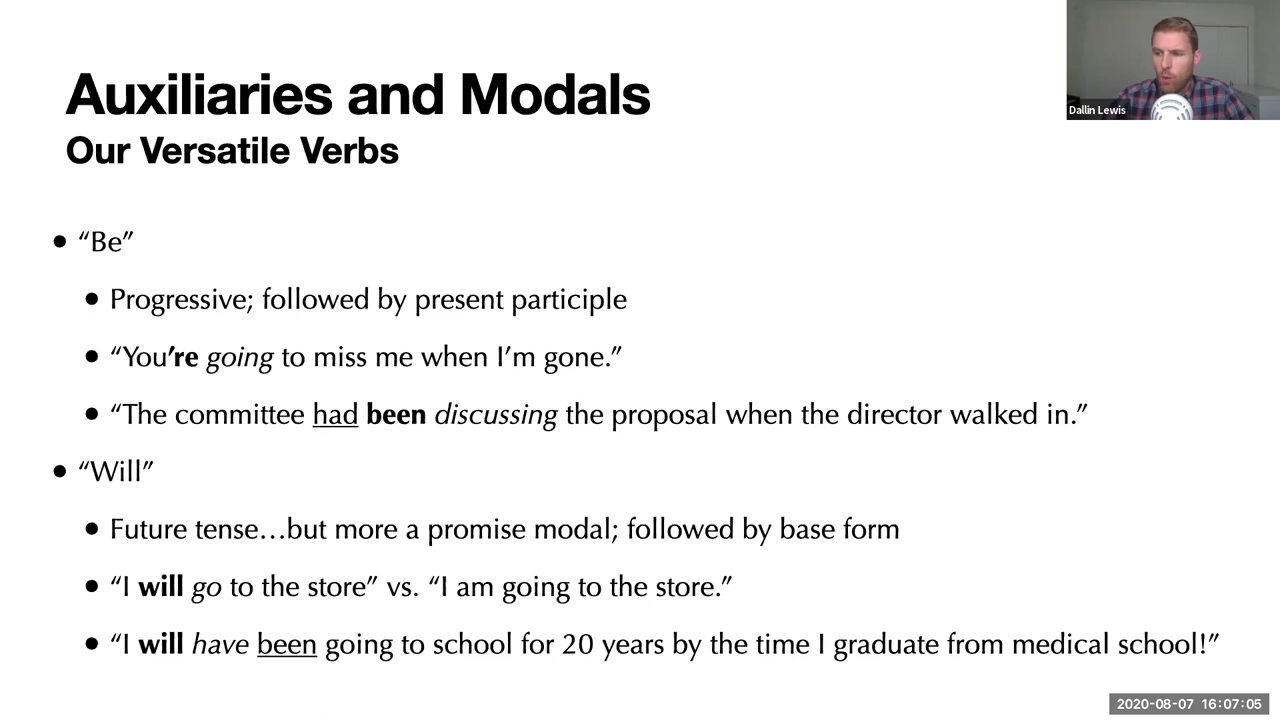 Auxiliaries and Modals
Our Versatile Verbs
Dallin Lewis
• “Be”
• Progressive; followed by present participle
• “You’re going to miss me when I’m gone.”
• “The committee had been discussing the proposal when the director walked in.”
• “Will”
• Future tense…but more a promise modal; followed by base form
• “I will go to the store” vs. “I am going to the store.”
• “I will have been going to school for 20 years by the time I graduate from medical school!”
2020-08-07 16:07:05